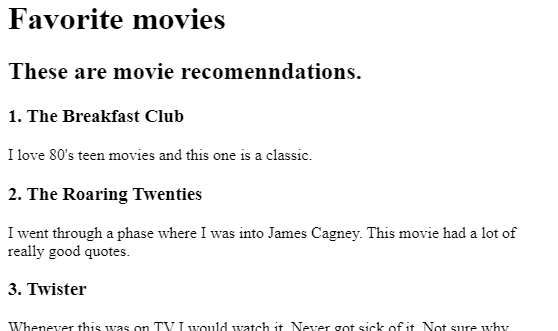 Favorite movies
These are movie recomenndations.
1. The Breakfast Club
I love 80's teen movies and this one is a classic.
2. The Roaring Twenties
I went through a phase where I was into James Cagney. This movie had a lot of
really good quotes.
3. Twister
Whenever this was on TV I would watch it. Never got sick of it. Not sure why